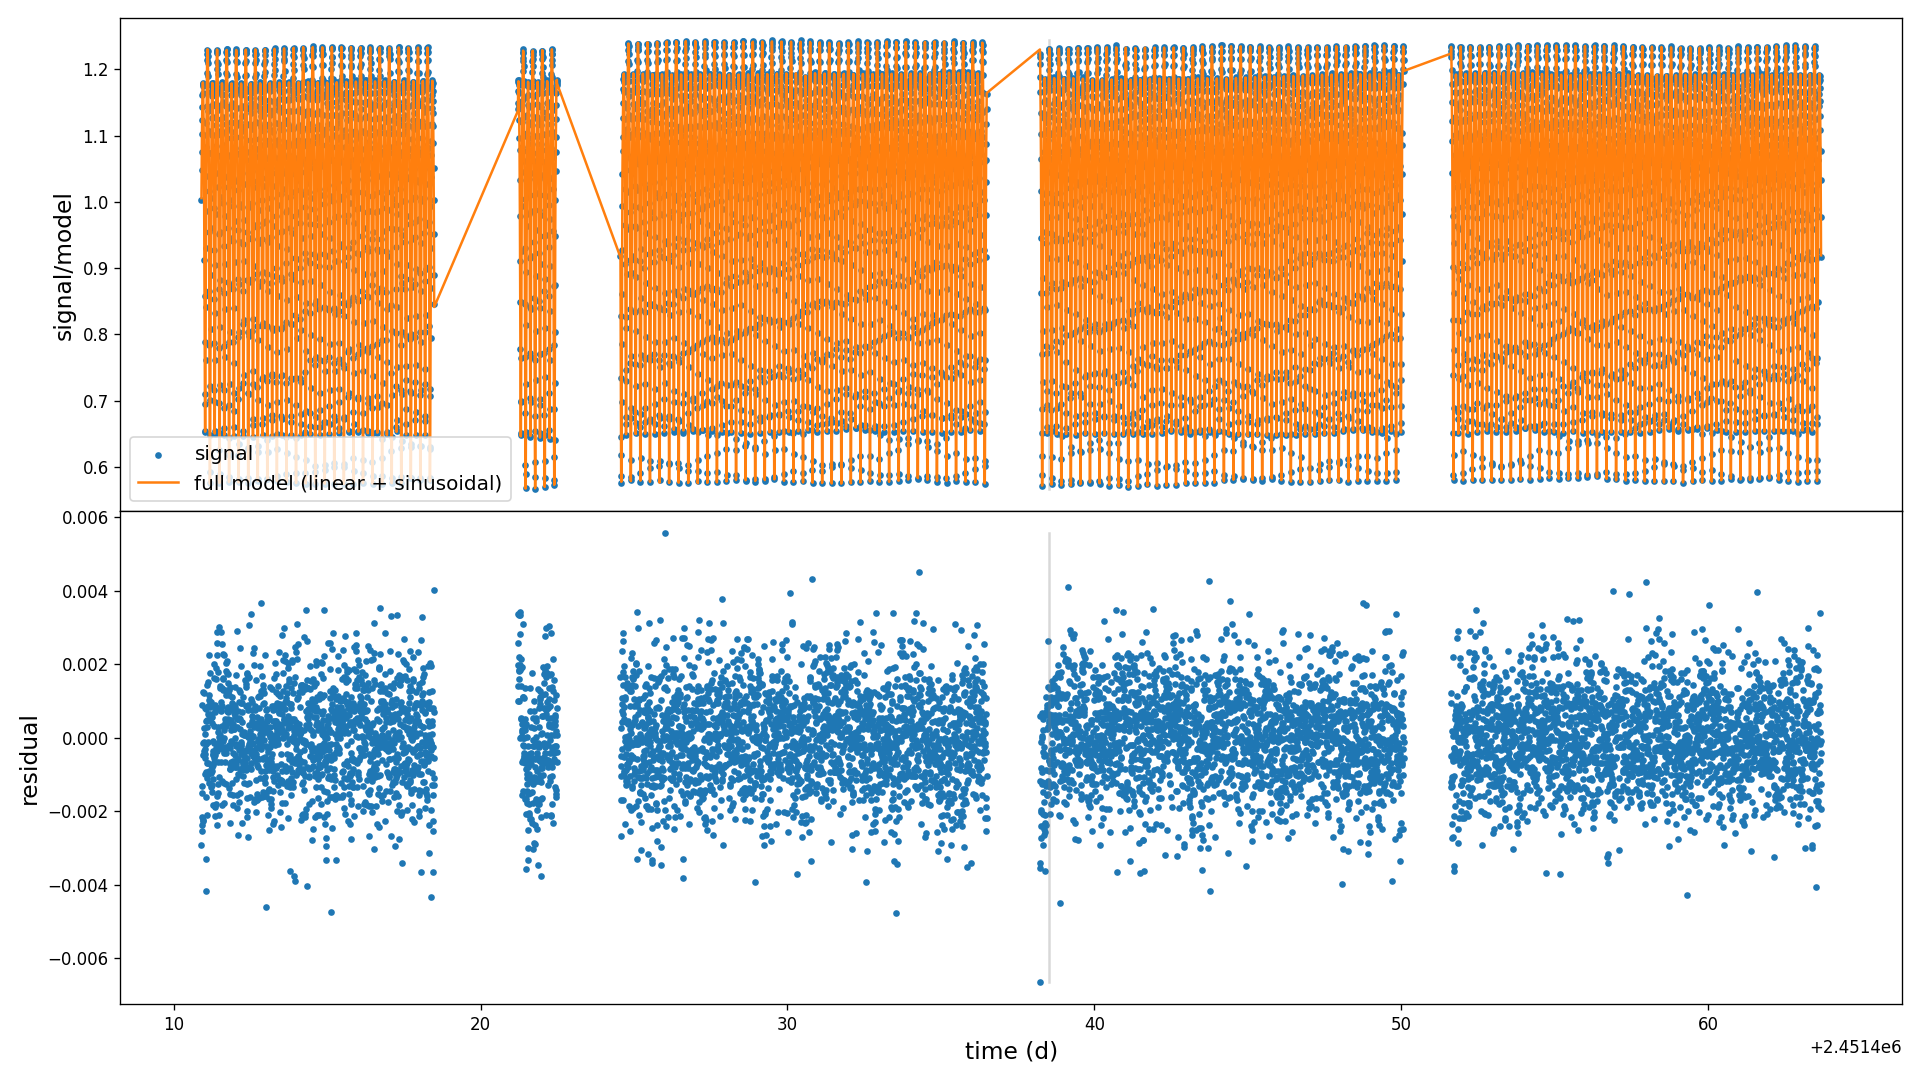 1.2
1.1
1.0
0.9
0.8
0.7
0.6
signal/model
signal
full model (linear + sinusoidal)
0.006
0.004
0.002
0.000
−0.002
−0.004
−0.006
residual
10 20 30 40 50 60
time (d)
+2.4514e6